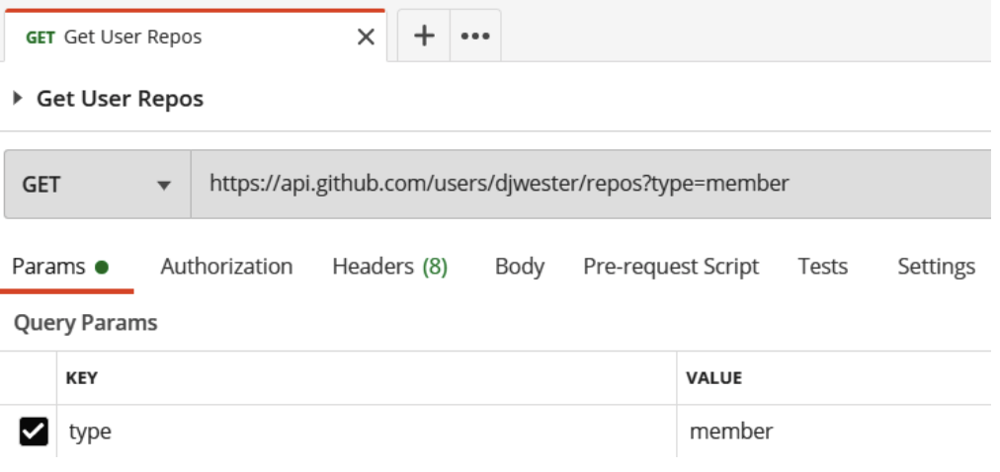 GET Get User Repos
Get User Repos
GET https://api.github.com/users/djwester/repos?type=member
Params Authorization Headers (8) Body Pre-request Script Tests Settings
Query Params
KEY VALUE
type member